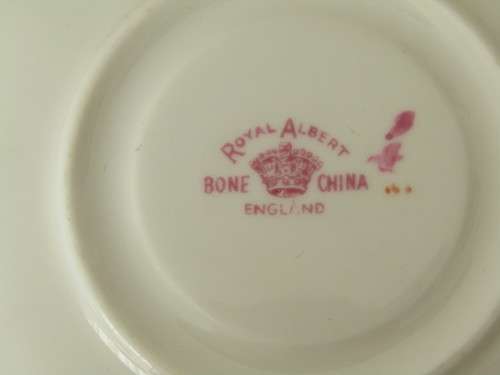 ROYAL ALBERT
BONE CHINA
ENGLAND